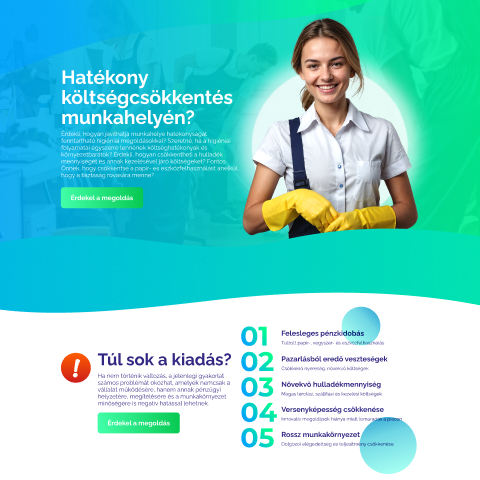 Hatékony
költségcsökkentés
munkahelyén?
Érdekli, hogyan javíthatja munkahelye hatékonyságát
fenntartható higiéniai megoldásokkal? Szeretné, ha a higiéniai
folyamatai egyszerre lennének költséghatékonyak és
környezetbarátok? Érdekli, hogyan csökkentheti a hulladék
mennyiségét és annak kezelésével járó költségeket? Fontos
Önnek, hogy csökkentse a papír- és eszközfelhasználást anélkül,
hogy a tisztaság rovására menne?
Érdekel a megoldás
Túl sok a kiadás?
Ha nem történik változás, a jelenlegi gyakorlat
számos problémát okozhat, amelyek nemcsak a
vállalat működésére, hanem annak pénzügyi
helyzetére, megítélésére és a munkakörnyezet
minőségére is negatív hatással lehetnek.
Érdekel a megoldás
01 Felesleges pénzkidobás
Túlzott papír-, vegyszer- és eszközfelhasználás
02 Pazarlásból eredő veszteségek
Csökkenő nyereség, növekvő költségek
03 Növekvő hulladékmennyiség
Magas tárolási, szállítási és kezelési költségek
04 Versenyképesség csökkenése
Innovatív megoldások hiánya miatt lemaradás a piacon
05 Rossz munkakörnyezet
Dolgozói elégedettség és teljesítmény csökkenése